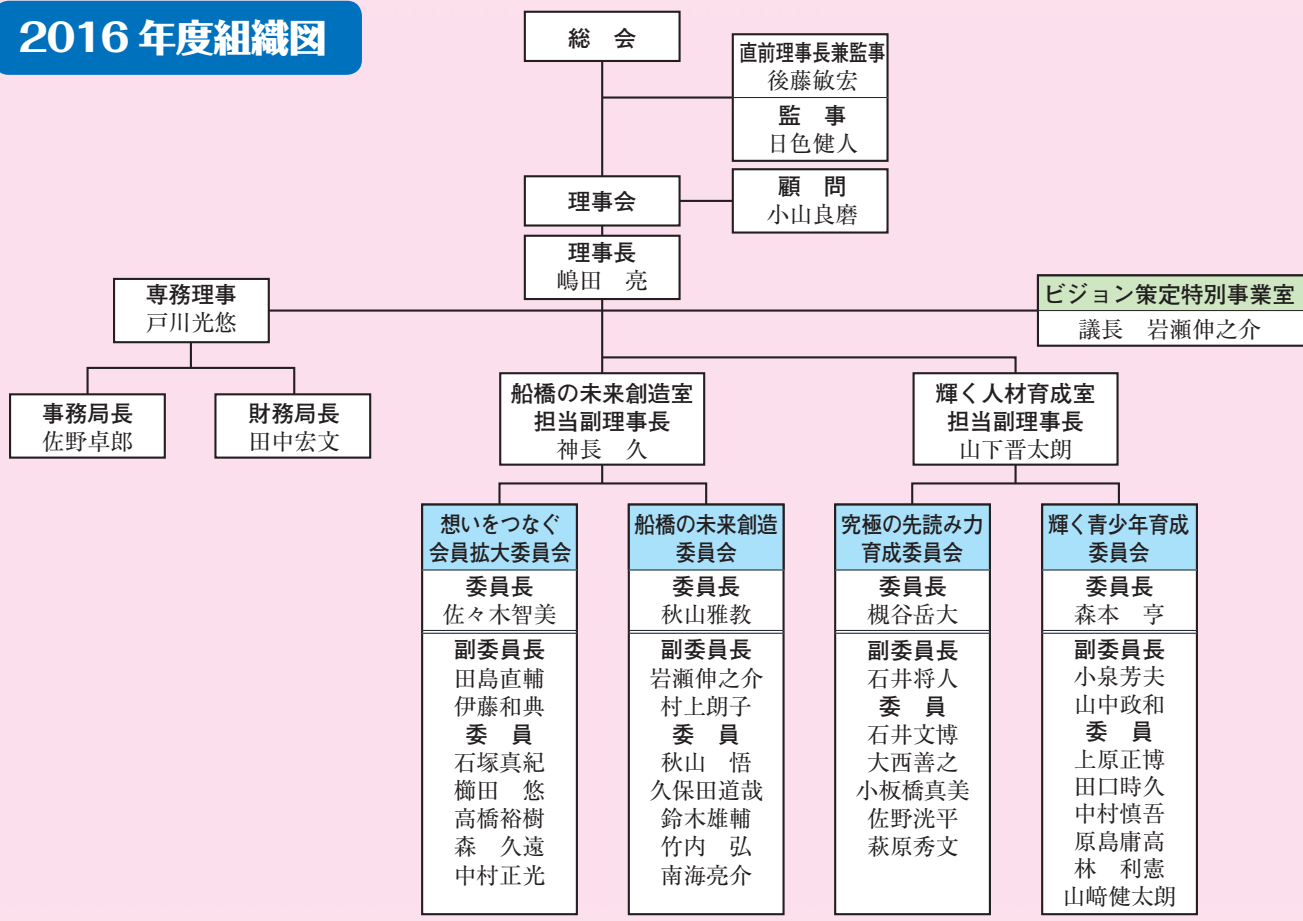 2016 年度組織図
総　会
直前理事長兼監事
後藤敏宏
監　事
日色健人
理事会
顧　問
小山良磨
理事長
嶋田　亮
専務理事
戸川光悠
ビジョン策定特別事業室
議長　岩瀬伸之介
事務局長
佐野卓郎
財務局長
田中宏文
船橋の未来創造室
担当副理事長
神長　久
輝く人材育成室
担当副理事長
山下晋太朗
想いをつなぐ
会員拡大委員会
委員長
佐々木智美
副委員長
田島直輔
伊藤和典
委　員
石塚真紀
櫛田　悠
高橋裕樹
森　久遠
中村正光
船橋の未来創造
委員会
委員長
秋山雅教
副委員長
岩瀬伸之介
村上朗子
委　員
秋山　悟
久保田道哉
鈴木雄輔
竹内　弘
南海亮介
究極の先読み力
育成委員会
委員長
槻谷岳大
副委員長
石井将人
委　員
石井文博
大西善之
小板橋真美
佐野洸平
萩原秀文
輝く青少年育成
委員会
委員長
森本　亨
副委員長
小泉芳夫
山中政和
委　員
上原正博
田口時久
中村慎吾
原島庸高
林　利憲
山﨑健太朗